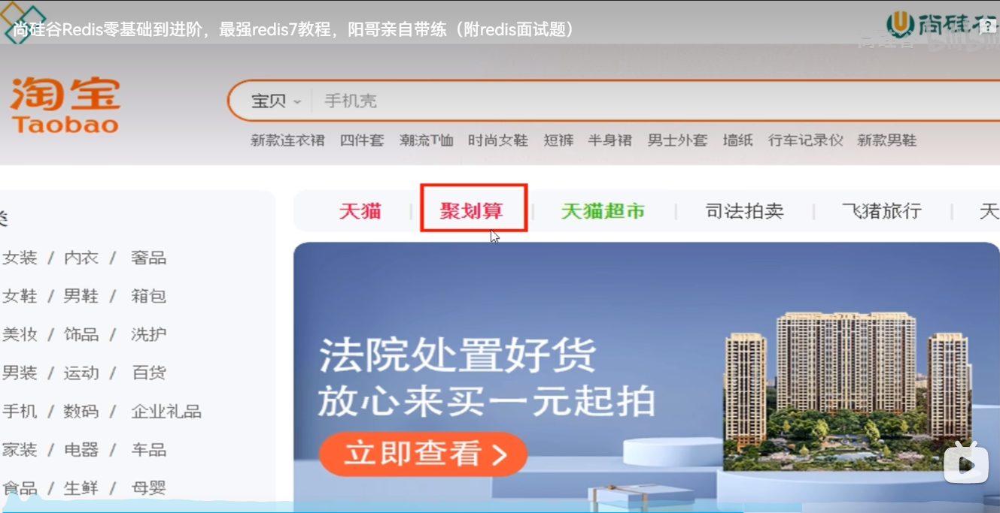 尚硅谷Redis零基础到进阶，最强redis7教程，阳哥亲自带练（附redis面试题）
尚硅谷
淘宝
Taobao
宝贝 手机壳
新款连衣裙 四件套 潮流T恤 时尚女鞋 短裤 半身裙 男士外套 墙纸 行车记录仪 新款男鞋
天猫 聚划算 天猫超市 司法拍卖 飞猪旅行 天
类
女装 / 内衣 / 奢品
女鞋 / 男鞋 / 箱包
美妆 / 饰品 / 洗护
男装 / 运动 / 百货
手机 / 数码 / 企业礼品
家装 / 电器 / 车品
食品 / 生鲜 / 母婴
法院处置好货
放心来买一元起拍
立即查看